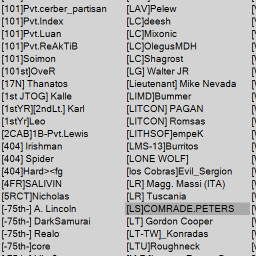 [101]Pvt.cerber_partisan
[101]Pvt.Index
[101]Pvt.Luan
[101]Pvt.ReAkTiB
[101]Soimon
[101st]OveR
[17N] Thanatos
[1st JTOG] Kalle
[1stYR][2ndLt.] Karl
[1stYr]Leo
[2CAB]1B-Pvt.Lewis
[404] Irishman
[404] Spider
[404]Hard><fg
[4FR]SALIVIN
[5RCT]Nicholas
[-75th-] A. Lincoln
[-75th-] DarkSamurai
[-75th-] Realo
[-75th-]core
[LAV]Pelew
[LC]deesh
[LC]Mixonic
[LC]OlegusMDH
[LC]Shagrost
[LG] Walter JR
[Lieutenant] Mike Nevada
[LIMD]Bummer
[LITCON] PAGAN
[LITCON] Romsas
[LITHSOF]empeK
[LMS-13]Burritos
[LONE WOLF]
[los Cobras]Evil_Sergion
[LR] Magg. Massi (ITA)
[LR] Tuscania
[LS]COMRADE.PETERS
[LT] Gordon Cooper
[LT-TW]_Konradas
[LTU]Roughneck